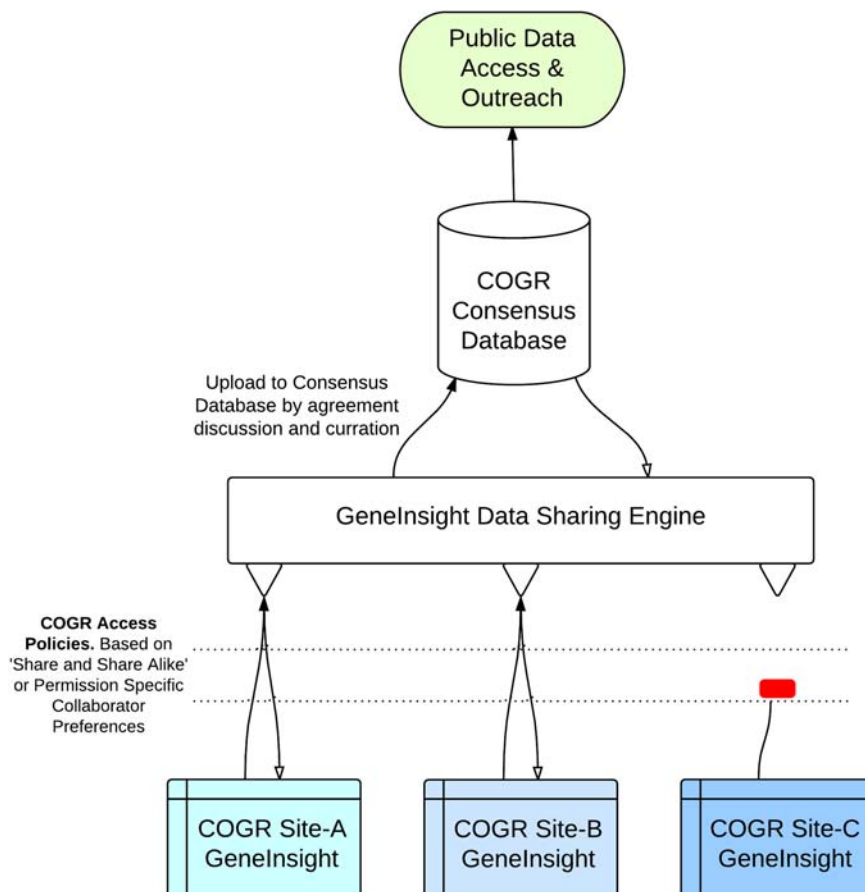 Public Data
Access &
Outreach
COGR
Consensus
Database
Upload to Consensus
Database by agreement
discussion and curration
GeneInsight Data Sharing Engine
COGR Access
Policies. Based on
'Share and Share Alike'
or Permission Specific
Collaborator
Preferences
COGR Site-A
GeneInsight
COGR Site-B
GeneInsight
COGR Site-C
GeneInsight